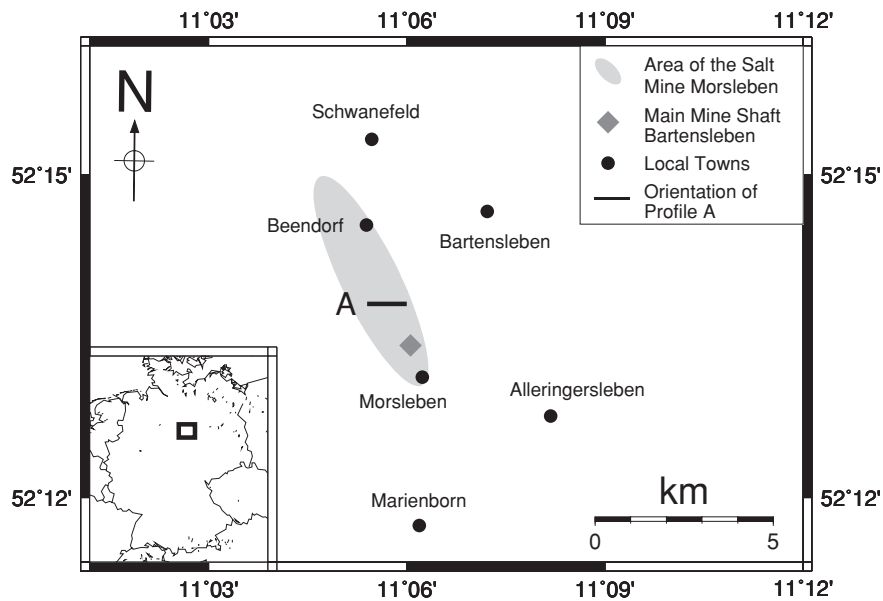 11˚03' 11˚06' 11˚09' 11˚12'
N
Area of the Salt
Mine Morsleben
Main Mine Shaft
Bartensleben
Local Towns
Orientation of
Profile A
Schwanefeld
52˚15' 52˚15'
Beendorf
Bartensleben
A
Morsleben
Alleringersleben
km
Marienborn
52˚12' 52˚12'
0 5
11˚03' 11˚06' 11˚09' 11˚12'